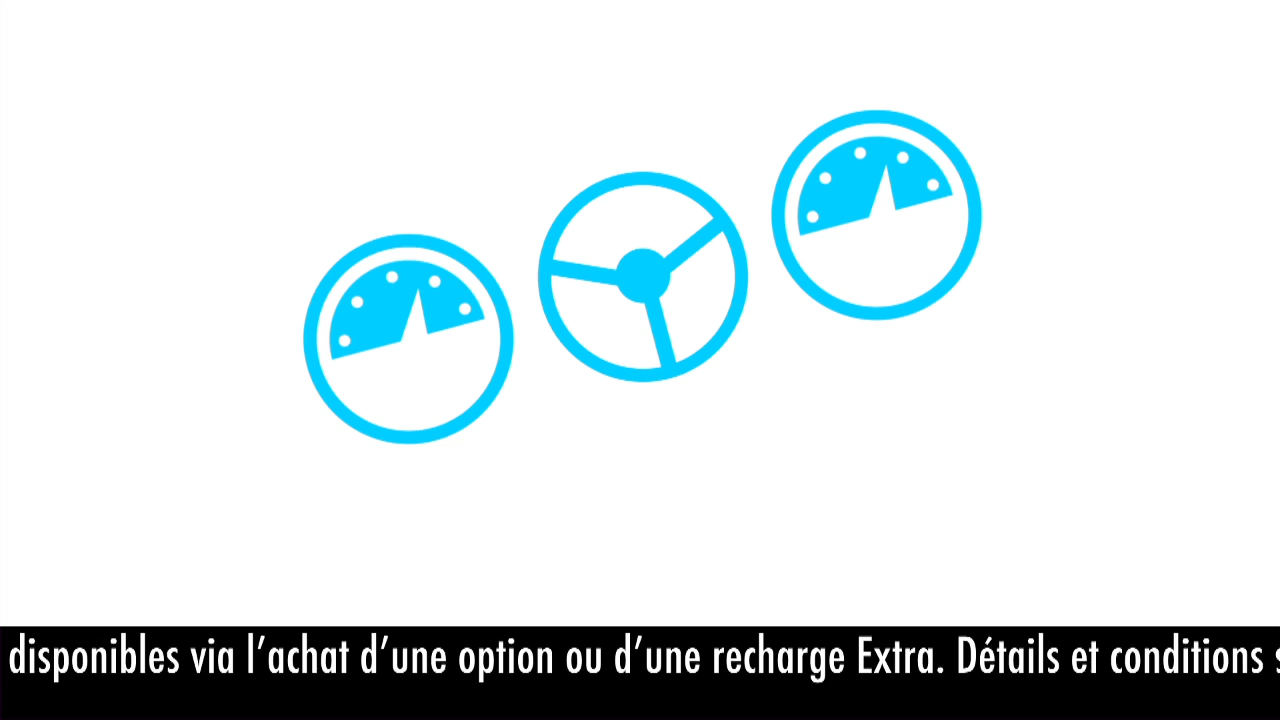 disponibles via l’achat d’une option ou d’une recharge Extra. Détails et conditions